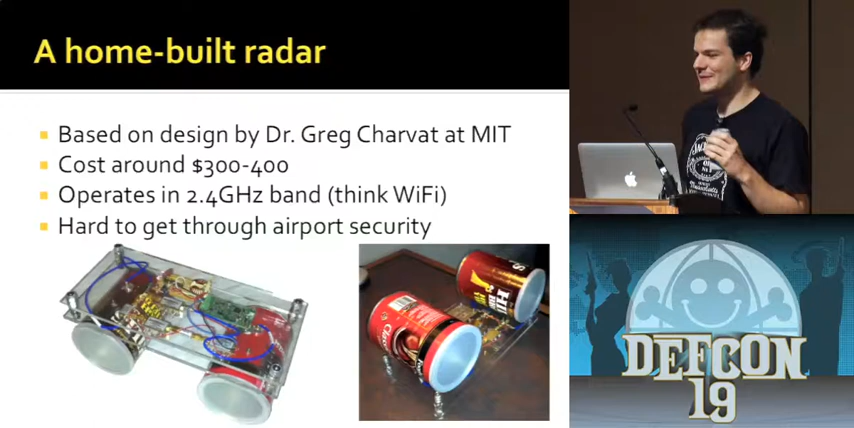 A home-built radar
Based on design by Dr. Greg Charvat at MIT
Cost around $300-400
Operates in 2.4GHz band (think WiFi)
Hard to get through airport security
DEFCON
19